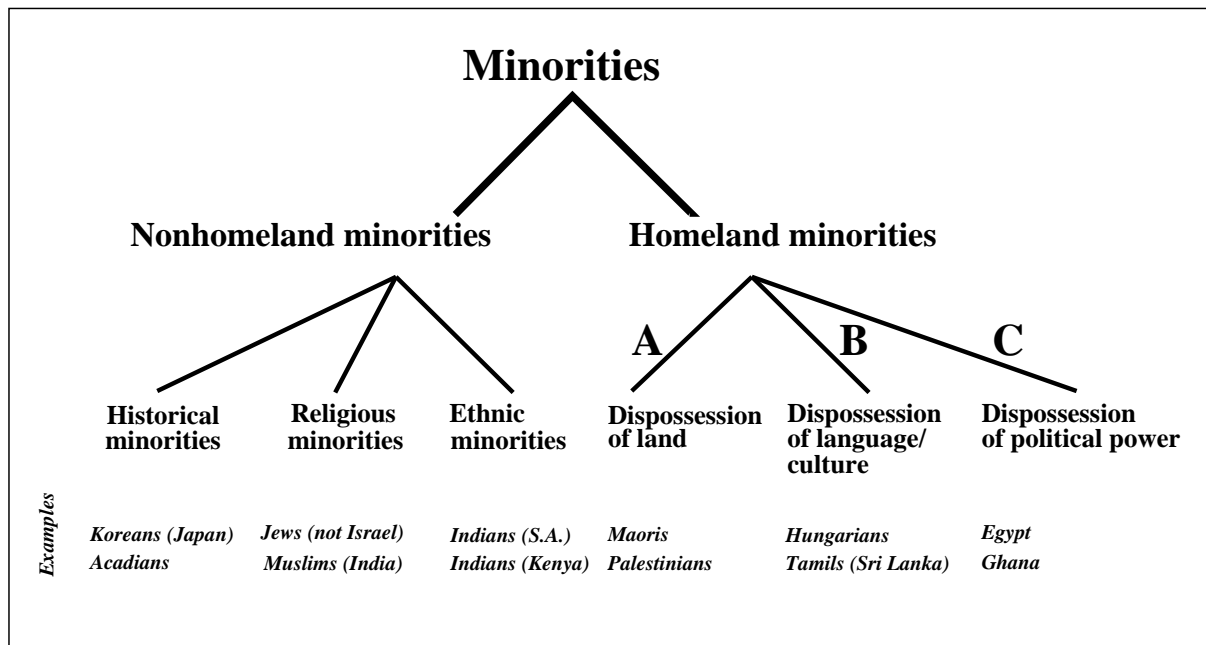 Minorities
Nonhomeland minorities
Homeland minorities
A
B
C
Historical
minorities
Religious
minorities
Ethnic
minorities
Dispossession
of land
Dispossession
of language/
culture
Dispossession
of political power
Examples
Koreans (Japan)
Acadians
Jews (not Israel)
Muslims (India)
Indians (S.A.)
Indians (Kenya)
Maoris
Palestinians
Hungarians
Tamils (Sri Lanka)
Egypt
Ghana